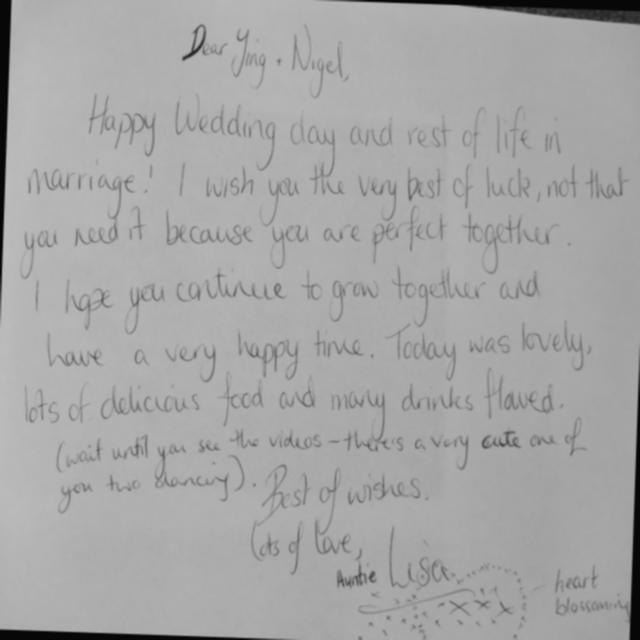 Dear Ying + Nigel,
Happy Wedding day and rest of life in
marriage! I wish you the very best of luck, not that
you need it because you are perfect together.
I hope you continue to grow together and
have a very happy time. Today was lovely,
lots of delicious food and many drinks flowed.
(wait until you see the videos - theres a very cute one of
you two dancing). Best of wishes.
Lots of love,
Auntie Lisa
xxx
heart
blossoming